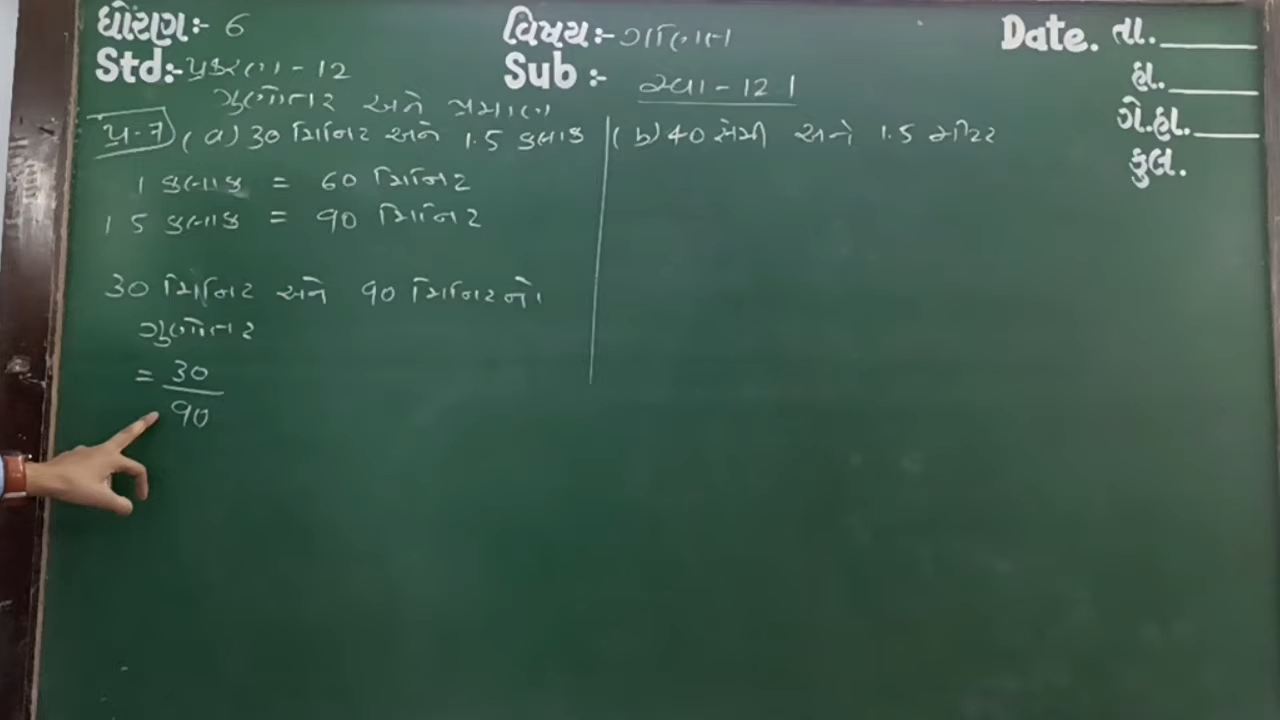 ધોરણ:- 6
Std:- પ્રકરણ - 12
ગુણોત્તર અને પ્રમાણ
વિષય:- ગણિત
Sub:- સ્વા - 12.1
Date. તા.
હા.
ગે.હા.
કુલ.
પ્ર-7 (a) 30 મિનિટ અને 1.5 કલાક
1 કલાક = 60 મિનિટ
1.5 કલાક = 90 મિનિટ
30 મિનિટ અને 90 મિનિટનો
ગુણોત્તર
= 30
90
(b) 40 સેમી અને 1.5 મીટર